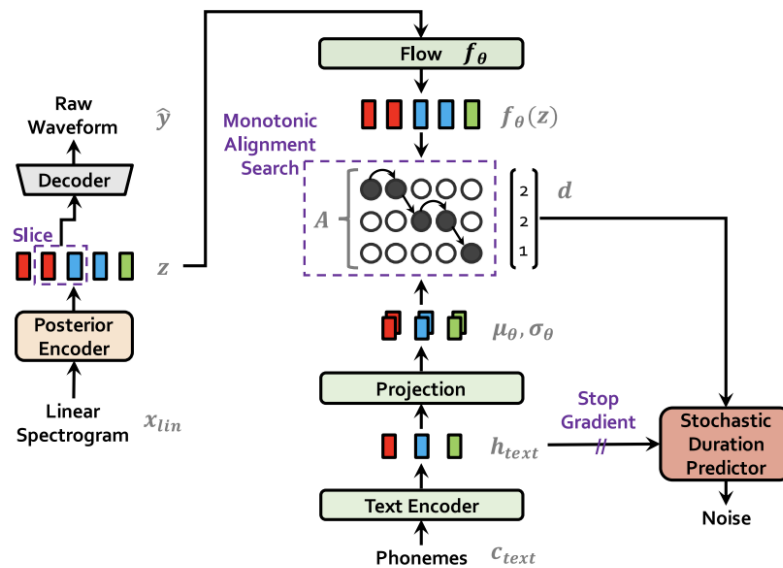 Flow f_θ
Raw
Waveform ŷ
Monotonic
Alignment
Search
f_θ(z)
Decoder
Slice
z
A
2
2
1
d
Posterior
Encoder
μ_θ, σ_θ
Linear
Spectrogram x_lin
Projection
Stop
Gradient
//
h_text
Stochastic
Duration
Predictor
Text Encoder
Noise
Phonemes c_text